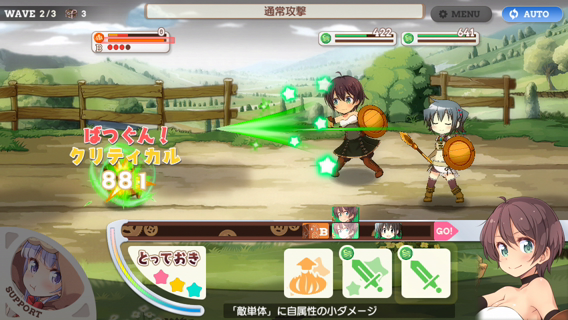 WAVE 2/3 3
通常攻撃
MENU
AUTO
0
B
422
641
ばつぐん!
クリティカル
881
B
GO!
とっておき
SUPPORT
「敵単体」に自属性の小ダメージ